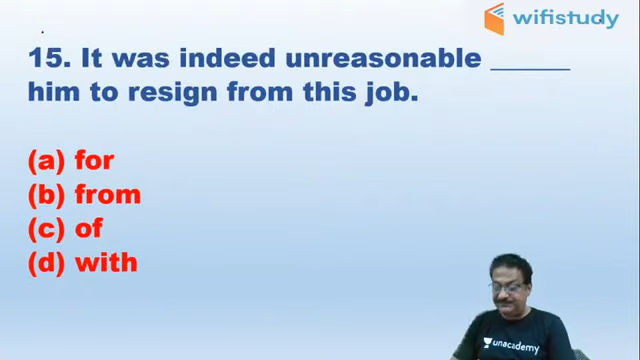 wifistudy
15. It was indeed unreasonable ______
him to resign from this job.
(a) for
(b) from
(c) of
(d) with
unacademy